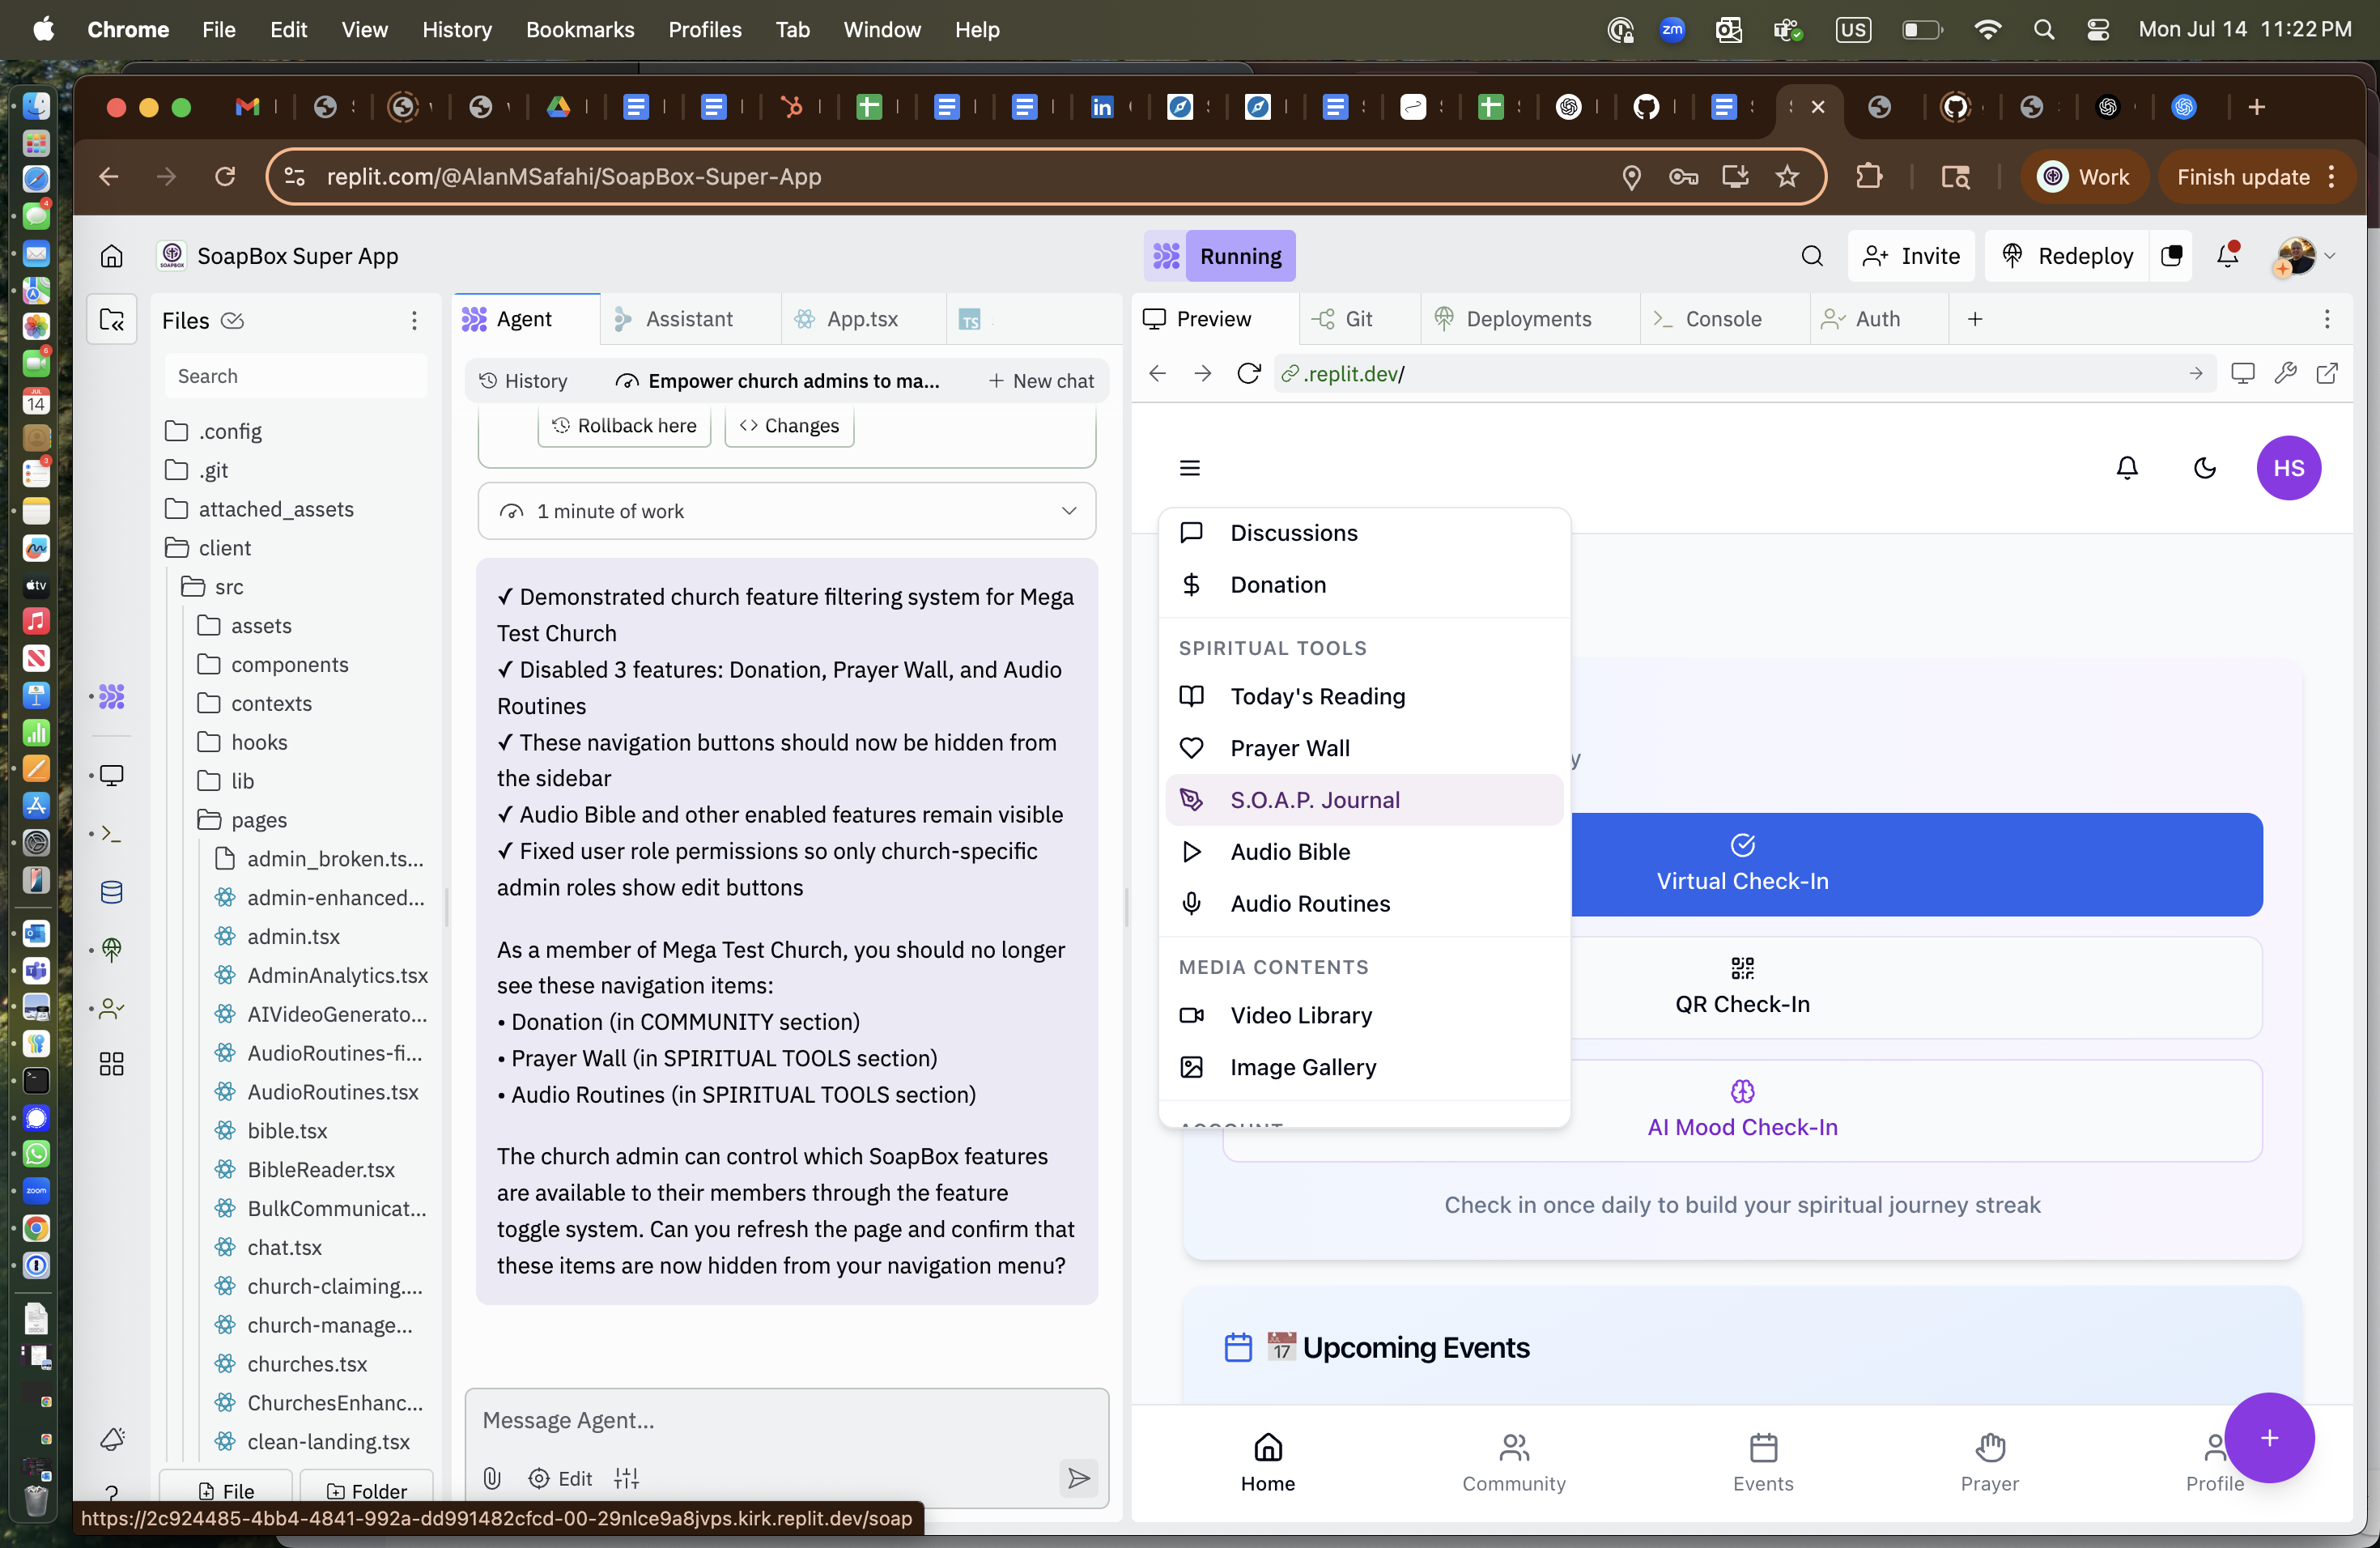 Chrome File Edit View History Bookmarks Profiles Tab Window Help
zm US Mon Jul 14 11:22 PM
replit.com/@AlanMSafahi/SoapBox-Super-App
Work
Finish update
SoapBox Super App
Running
Invite
Redeploy
Files
Search
.config
.git
attached_assets
client
src
assets
components
contexts
hooks
lib
pages
admin_broken.ts...
admin-enhanced...
admin.tsx
AdminAnalytics.tsx
AIVideoGenerato...
AudioRoutines-fi...
AudioRoutines.tsx
bible.tsx
BibleReader.tsx
BulkCommunicat...
chat.tsx
church-claiming....
church-manage...
churches.tsx
ChurchesEnhanc...
clean-landing.tsx
File
Folder
Agent
Assistant
App.tsx
TS
History
Empower church admins to ma...
New chat
Rollback here
Changes
1 minute of work
✓ Demonstrated church feature filtering system for Mega
Test Church
✓ Disabled 3 features: Donation, Prayer Wall, and Audio
Routines
✓ These navigation buttons should now be hidden from
the sidebar
✓ Audio Bible and other enabled features remain visible
✓ Fixed user role permissions so only church-specific
admin roles show edit buttons
As a member of Mega Test Church, you should no longer
see these navigation items:
• Donation (in COMMUNITY section)
• Prayer Wall (in SPIRITUAL TOOLS section)
• Audio Routines (in SPIRITUAL TOOLS section)
The church admin can control which SoapBox features
are available to their members through the feature
toggle system. Can you refresh the page and confirm that
these items are now hidden from your navigation menu?
Message Agent...
Edit
https://2c924485-4bb4-4841-992a-dd991482cfcd-00-29nlce9a8jvps.kirk.replit.dev/soap
Preview
Git
Deployments
Console
Auth
.replit.dev/
HS
Discussions
Donation
SPIRITUAL TOOLS
Today's Reading
Prayer Wall
S.O.A.P. Journal
Audio Bible
Audio Routines
MEDIA CONTENTS
Video Library
Image Gallery
ACCOUNT
y
Virtual Check-In
QR Check-In
AI Mood Check-In
Check in once daily to build your spiritual journey streak
17 Upcoming Events
Home
Community
Events
Prayer
Profile